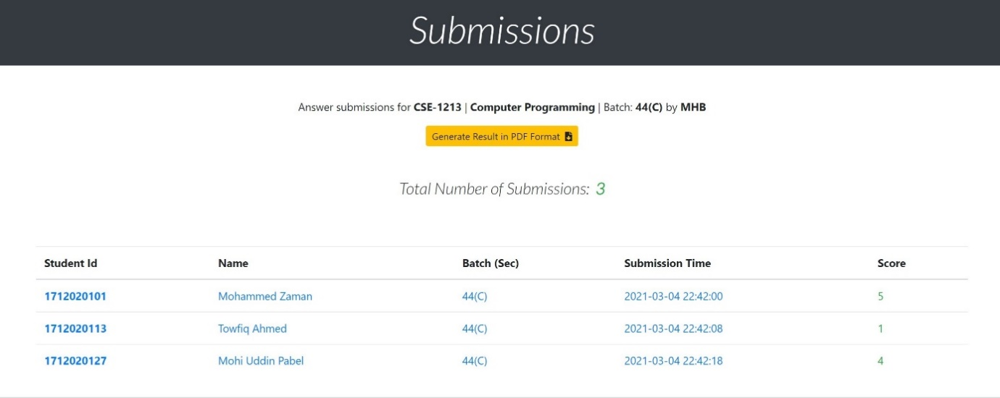 Submissions
Answer submissions for CSE-1213 | Computer Programming | Batch: 44(C) by MHB
Generate Result in PDF Format
Total Number of Submissions: 3
Student Id Name Batch (Sec) Submission Time Score
1712020101 Mohammed Zaman 44(C) 2021-03-04 22:42:00 5
1712020113 Towfiq Ahmed 44(C) 2021-03-04 22:42:08 1
1712020127 Mohi Uddin Pabel 44(C) 2021-03-04 22:42:18 4